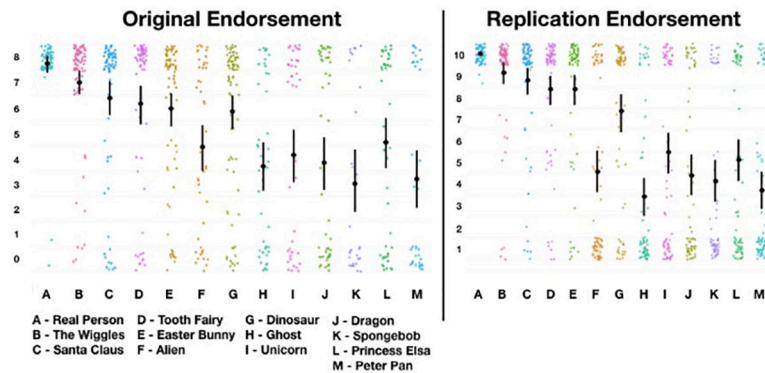 Original Endorsement
Replication Endorsement
8
7
6
5
4
3
2
1
0
10
9
8
7
6
5
4
3
2
1
A B C D E F G H I J K L M
A B C D E F G H I J K L M
A - Real Person D - Tooth Fairy G - Dinosaur J - Dragon
B - The Wiggles E - Easter Bunny H - Ghost K - Spongebob
C - Santa Claus F - Alien I - Unicorn L - Princess Elsa
M - Peter Pan